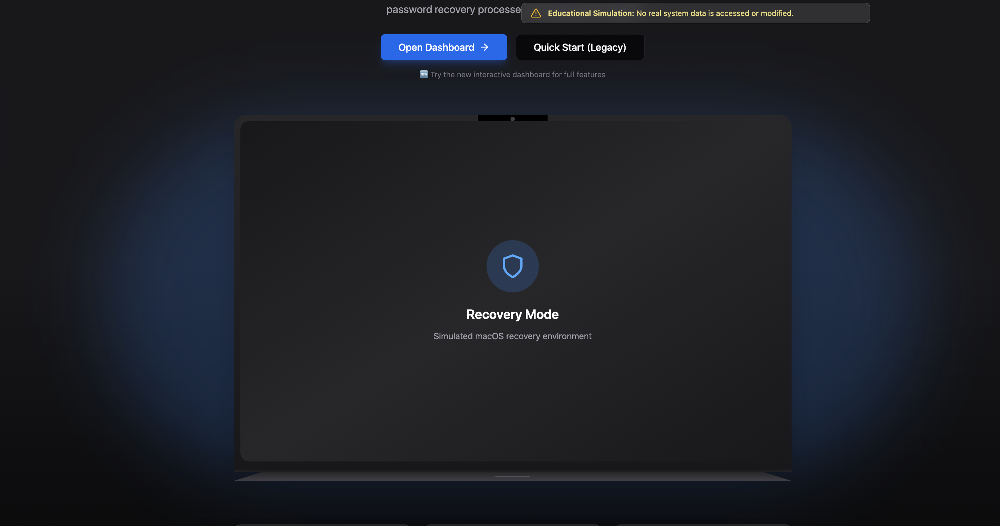 password recovery processe
Educational Simulation: No real system data is accessed or modified.
Open Dashboard →
Quick Start (Legacy)
🆕 Try the new interactive dashboard for full features
Recovery Mode
Simulated macOS recovery environment